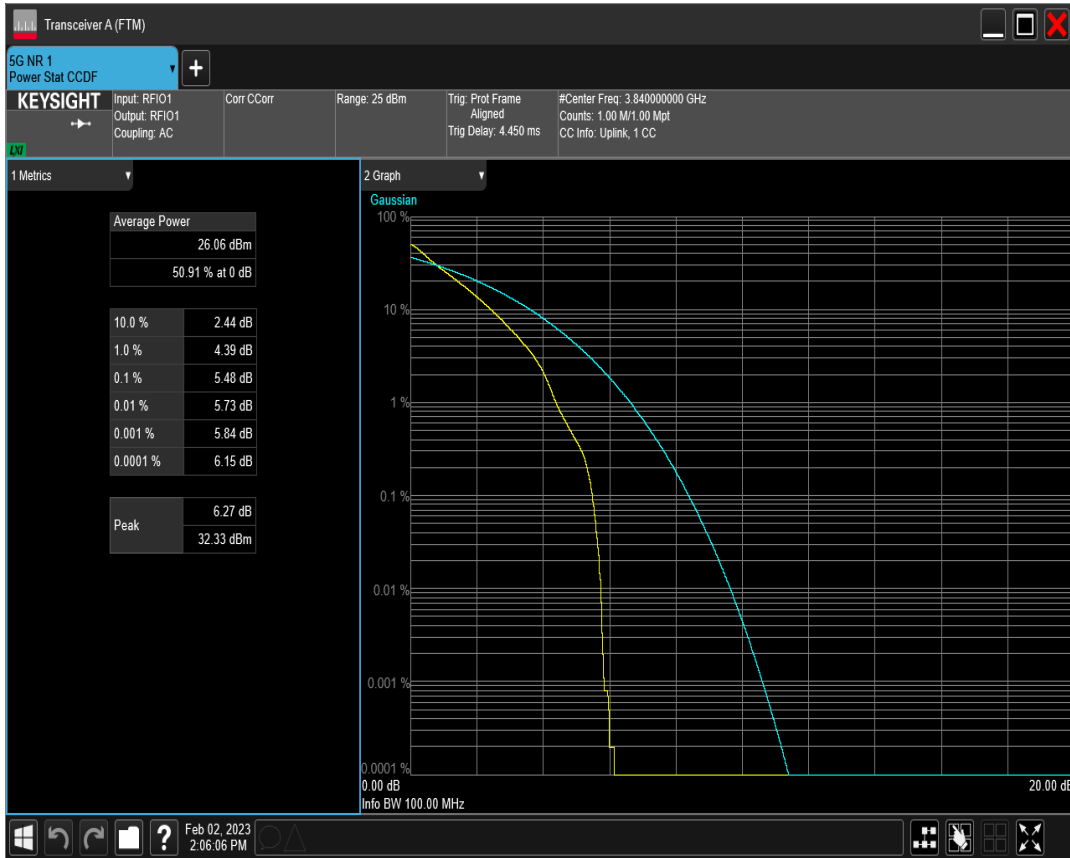 Transceiver A (FTM)
5G NR 1
Power Stat CCDF
+
KEYSIGHT
LXI
Input: RFIO1
Output: RFIO1
Coupling: AC
Corr CCorr
Range: 25 dBm
Trig: Prot Frame
Aligned
Trig Delay: 4.450 ms
#Center Freq: 3.840000000 GHz
Counts: 1.00 M/1.00 Mpt
CC Info: Uplink, 1 CC
1 Metrics
Average Power
26.06 dBm
50.91 % at 0 dB
10.0 % 2.44 dB
1.0 % 4.39 dB
0.1 % 5.48 dB
0.01 % 5.73 dB
0.001 % 5.84 dB
0.0001 % 6.15 dB
Peak
6.27 dB
32.33 dBm
2 Graph
Gaussian
100 %
10 %
1 %
0.1 %
0.01 %
0.001 %
0.0001 %
0.00 dB 20.00 dB
Info BW 100.00 MHz
?
Feb 02, 2023
2:06:06 PM